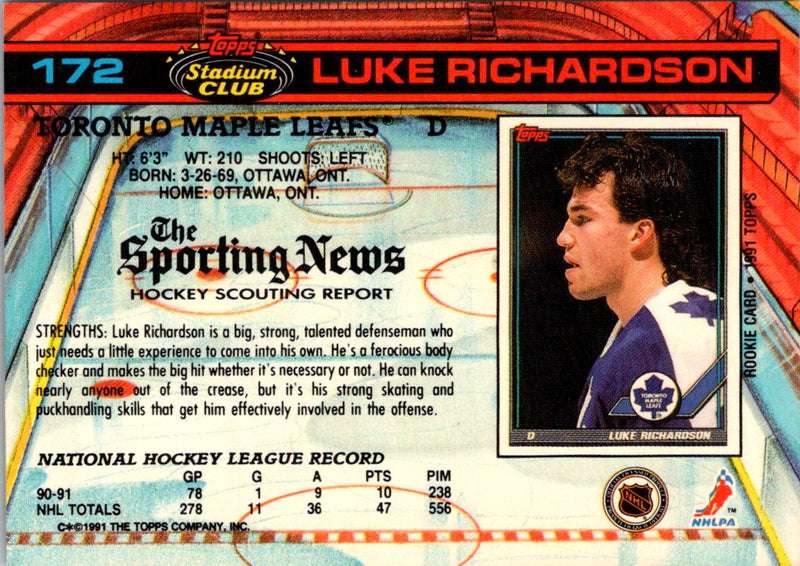 172
Topps
Stadium
CLUB
LUKE RICHARDSON
TORONTO MAPLE LEAFS® D
HT: 6'3" WT: 210 SHOOTS: LEFT
BORN: 3-26-69, OTTAWA, ONT.
HOME: OTTAWA, ONT.
The
Sporting News
HOCKEY SCOUTING REPORT
STRENGTHS: Luke Richardson is a big, strong, talented defenseman who
just needs a little experience to come into his own. He's a ferocious body
checker and makes the big hit whether it's necessary or not. He can knock
nearly anyone out of the crease, but it's his strong skating and
puckhandling skills that get him effectively involved in the offense.
Topps
TORONTO
MAPLE
LEAFS
D LUKE RICHARDSON
ROOKIE CARD • 1991 TOPPS
NATIONAL HOCKEY LEAGUE RECORD
GP G A PTS PIM
90-91 78 1 9 10 238
NHL TOTALS 278 11 36 47 556
C*©1991 THE TOPPS COMPANY, INC.
NHL
NHLPA™